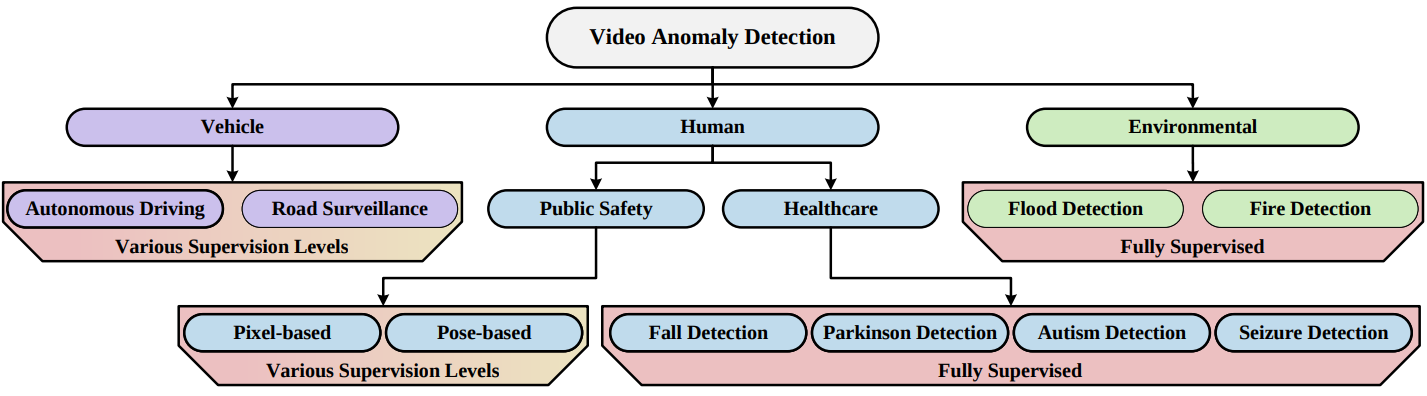 Video Anomaly Detection
Vehicle
Human
Environmental
Autonomous Driving
Road Surveillance
Various Supervision Levels
Public Safety
Healthcare
Flood Detection
Fire Detection
Fully Supervised
Pixel-based
Pose-based
Various Supervision Levels
Fall Detection
Parkinson Detection
Autism Detection
Seizure Detection
Fully Supervised